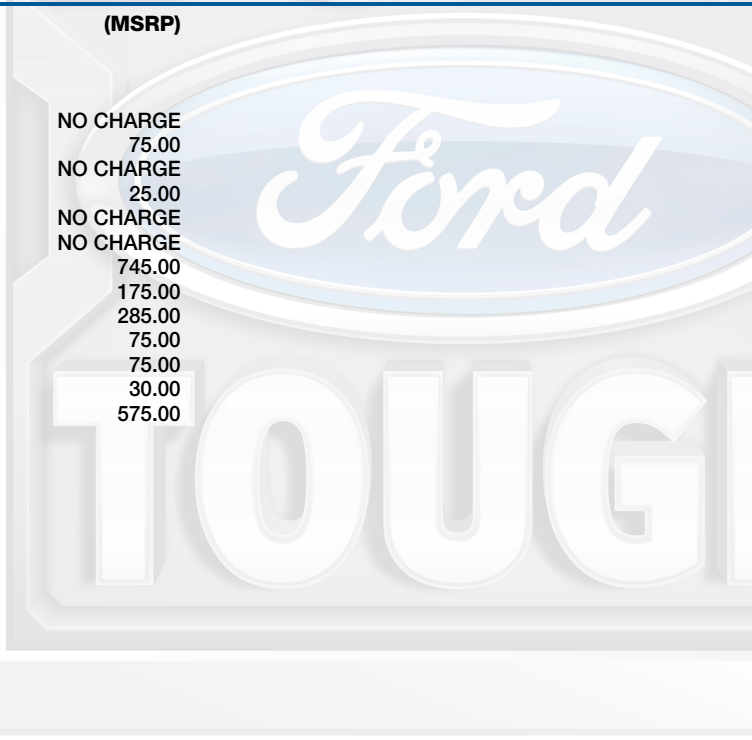 (MSRP)
NO CHARGE
75.00
NO CHARGE
25.00
NO CHARGE
NO CHARGE
745.00
175.00
285.00
75.00
75.00
30.00
575.00
Ford
TOUG